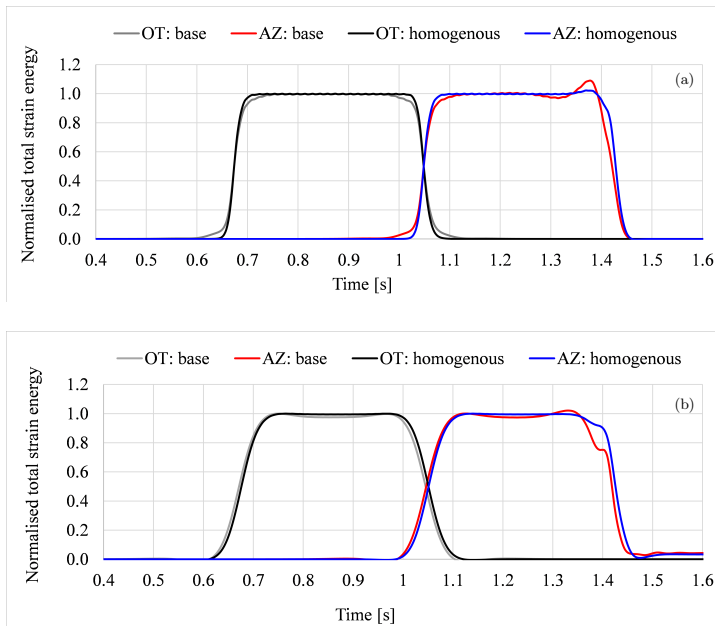 OT: base AZ: base OT: homogenous AZ: homogenous
Normalised total strain energy
1.2
1.0
0.8
0.6
0.4
0.2
0.0
(a)
0.4 0.5 0.6 0.7 0.8 0.9 1 1.1 1.2 1.3 1.4 1.5 1.6
Time [s]
OT: base AZ: base OT: homogenous AZ: homogenous
Normalised total strain energy
1.2
1.0
0.8
0.6
0.4
0.2
0.0
(b)
0.4 0.5 0.6 0.7 0.8 0.9 1 1.1 1.2 1.3 1.4 1.5 1.6
Time [s]